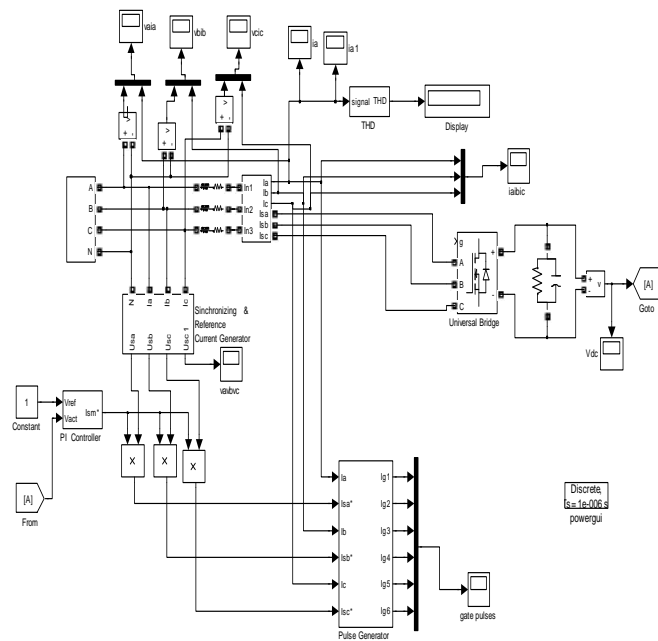 vaia
vbib
vcic
ia
ia 1
signal THD
THD
Display
iaibic
A
B
C
N
In1
In2
In3
Ia
Ib
Ic
Isa
Isb
Isc
g
A
B
C
+
-
Universal Bridge
+
-
v
[A]
Goto
Vdc
N
Ia
Ib
Ic
Usa
Usb
Usc
Usc 1
Sinchronizing &
Reference
Current Generator
vavbvc
1
Constant
Vref
Vact
Ism*
PI Controller
[A]
From
X
X
X
Ia
Isa*
Ib
Isb*
Ic
Isc*
Ig1
Ig2
Ig3
Ig4
Ig5
Ig6
Pulse Generator
gate pulses
Discrete,
s = 1e-006 s
powergui